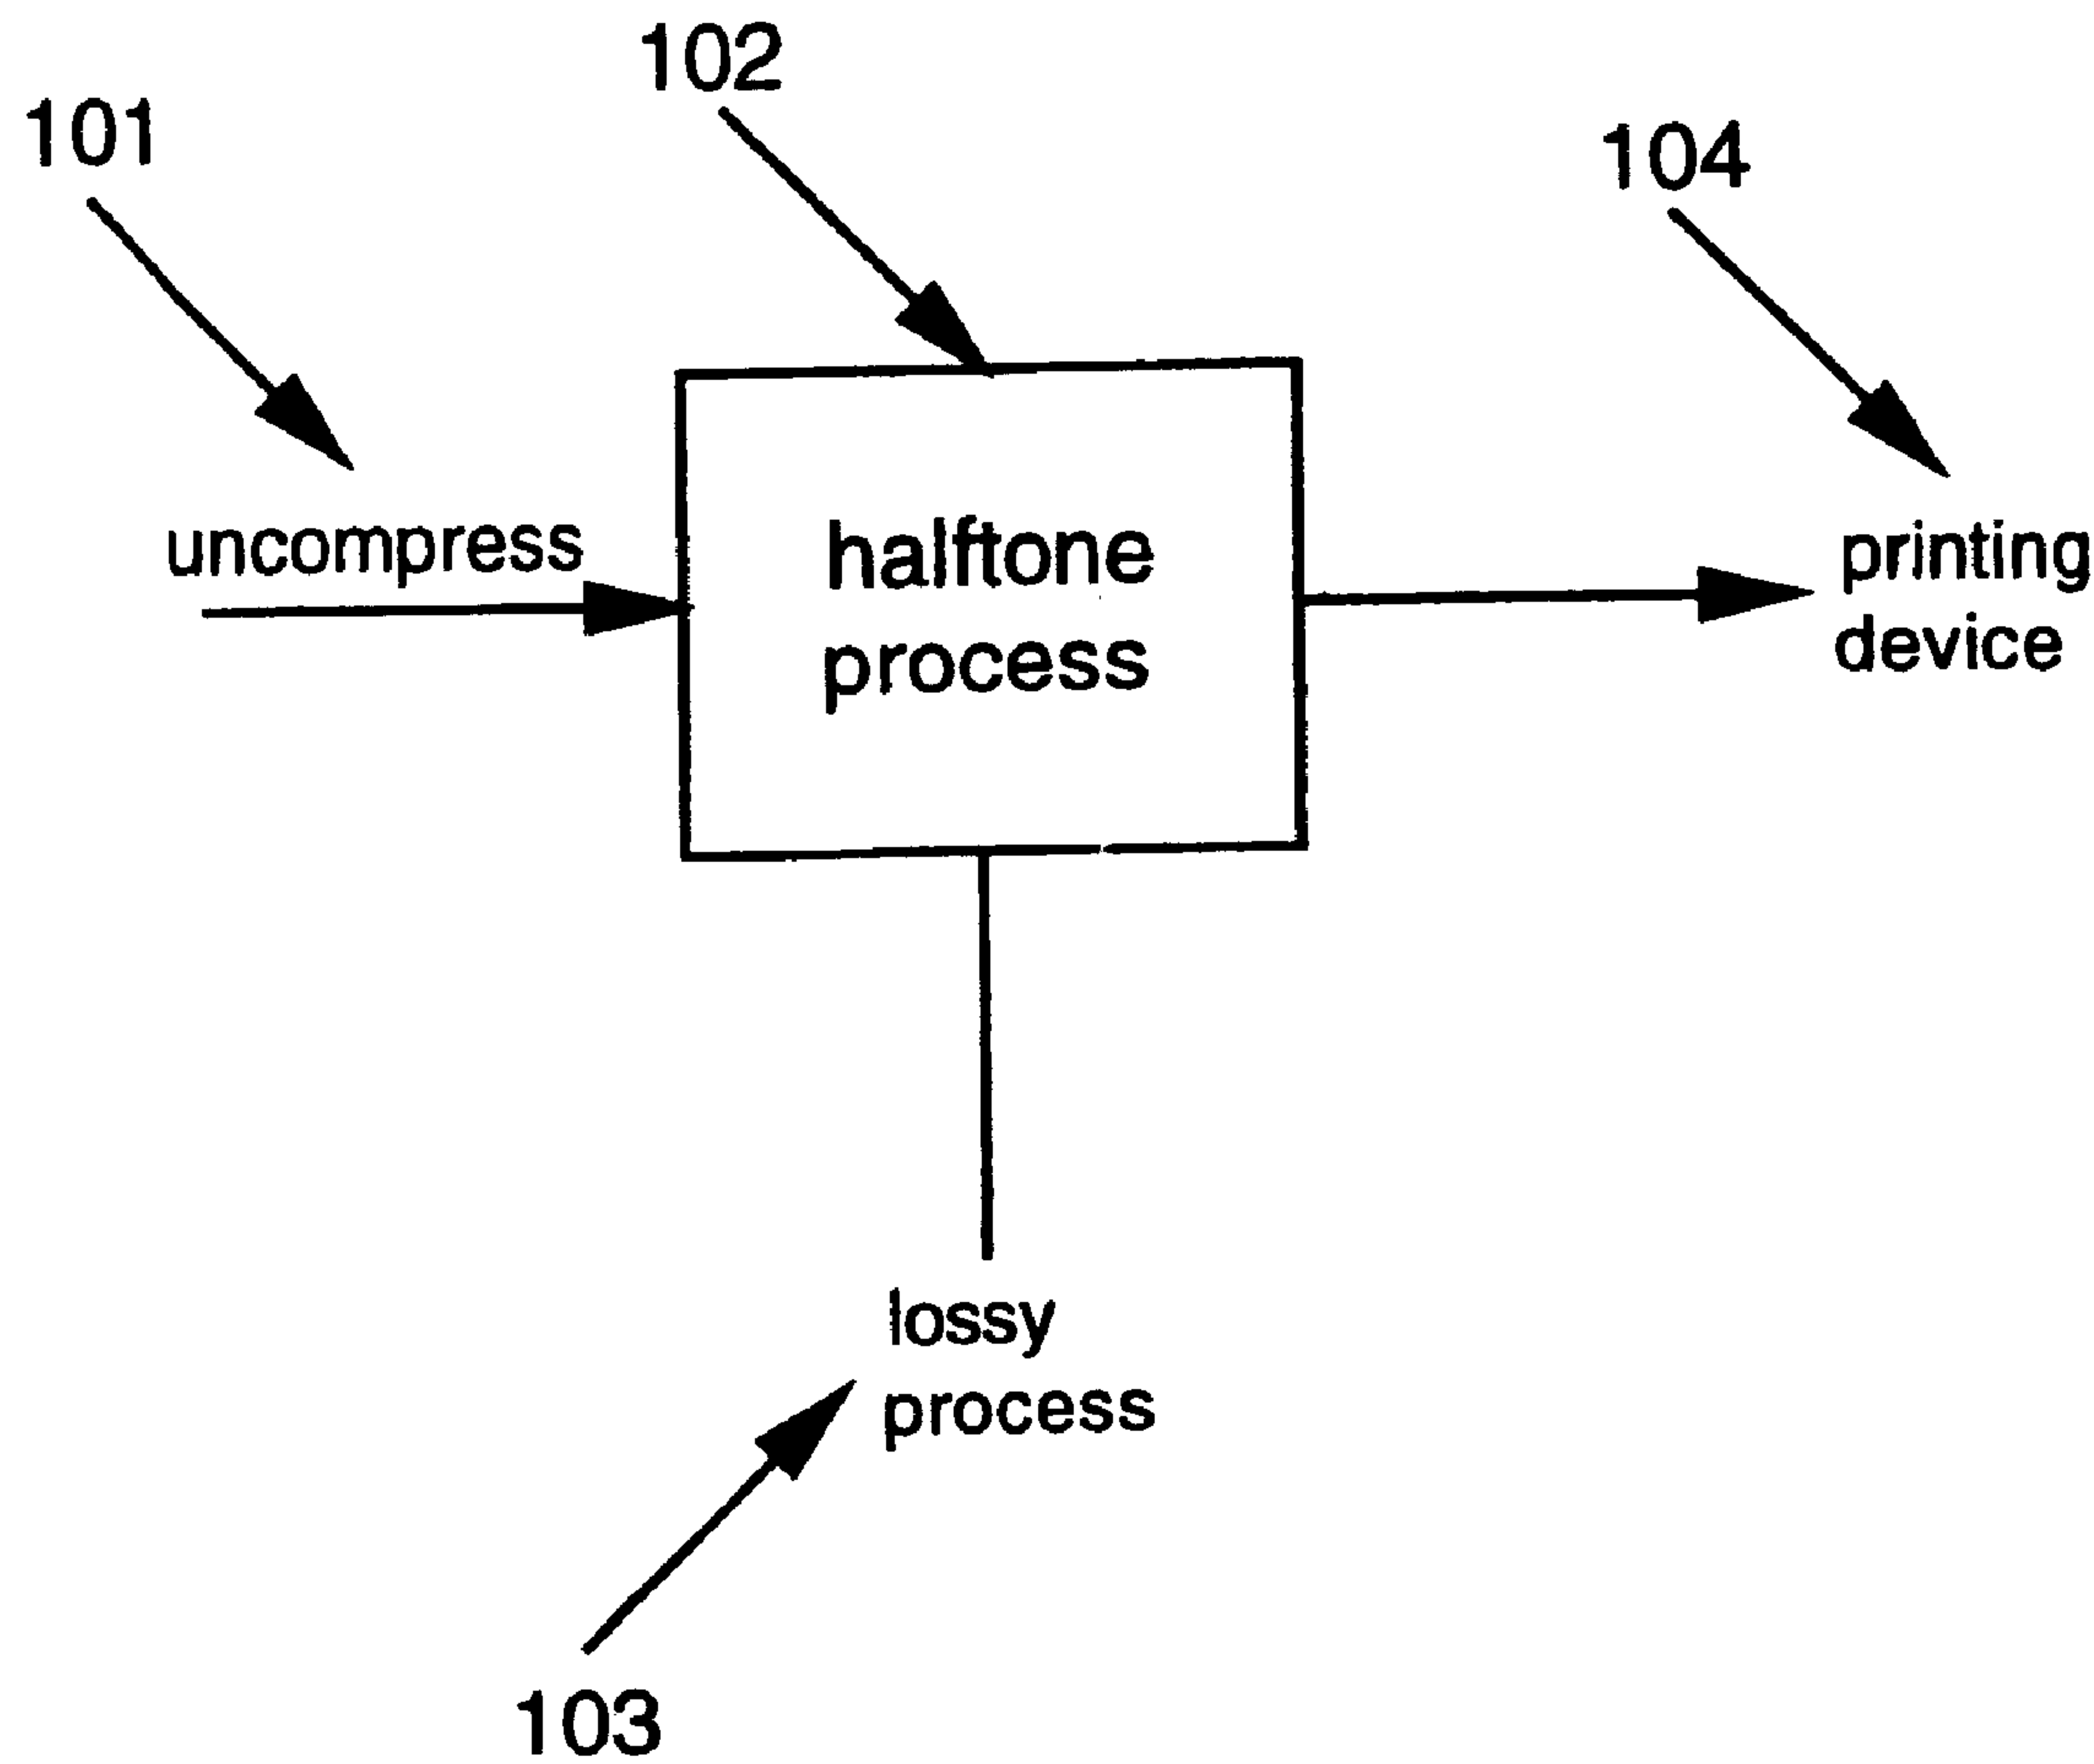 102
101
104
uncompress
halftone
process
printing
device
lossy
process
103